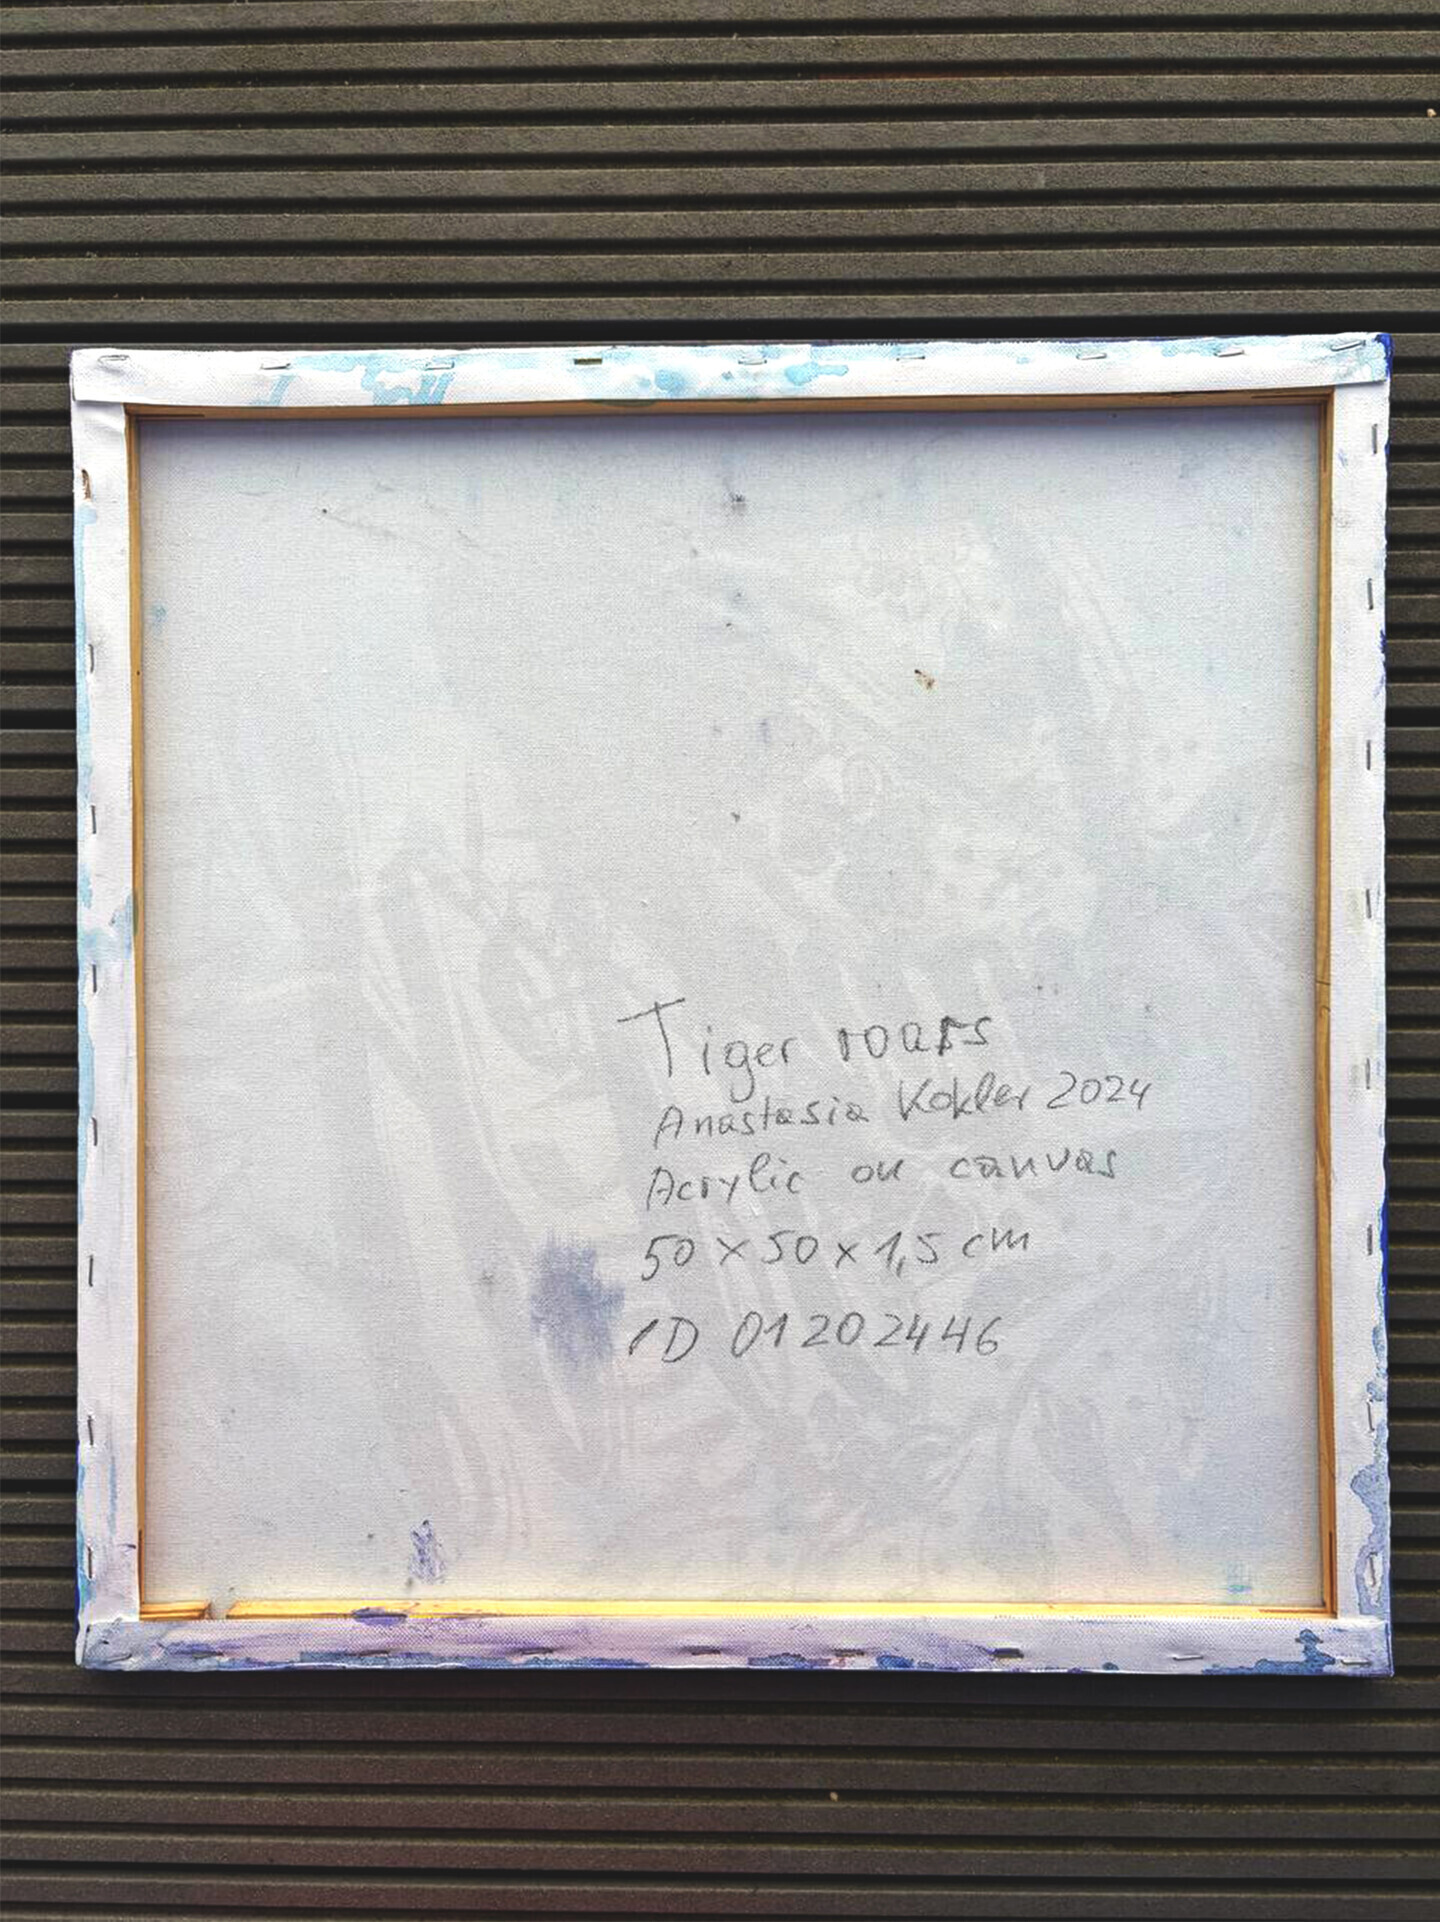 Tiger roars
Anastasia Kokler 2024
Acrylic on canvas
50 x 50 x 1,5 cm
ID 01202446